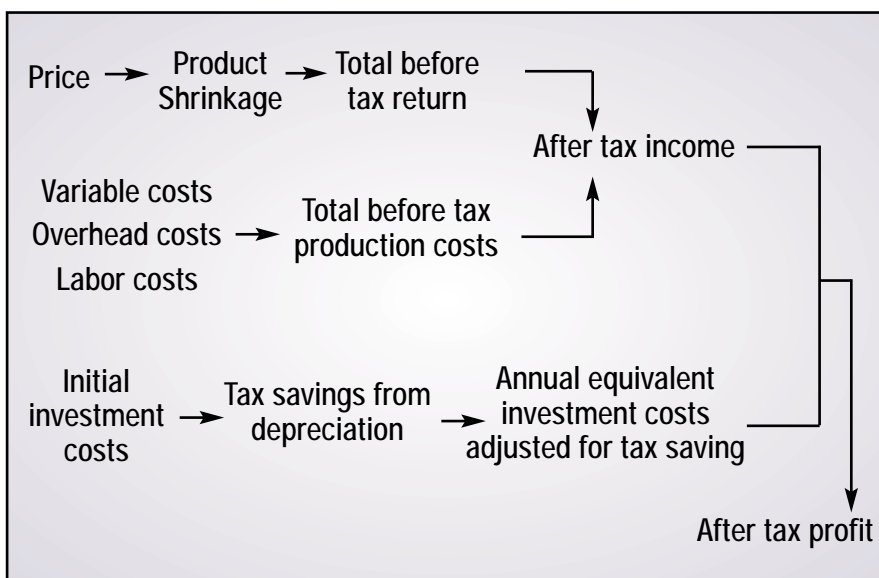 Price
Product
Shrinkage
Total before
tax return
After tax income
Variable costs
Overhead costs
Labor costs
Total before tax
production costs
Initial
investment
costs
Tax savings from
depreciation
Annual equivalent
investment costs
adjusted for tax saving
After tax profit